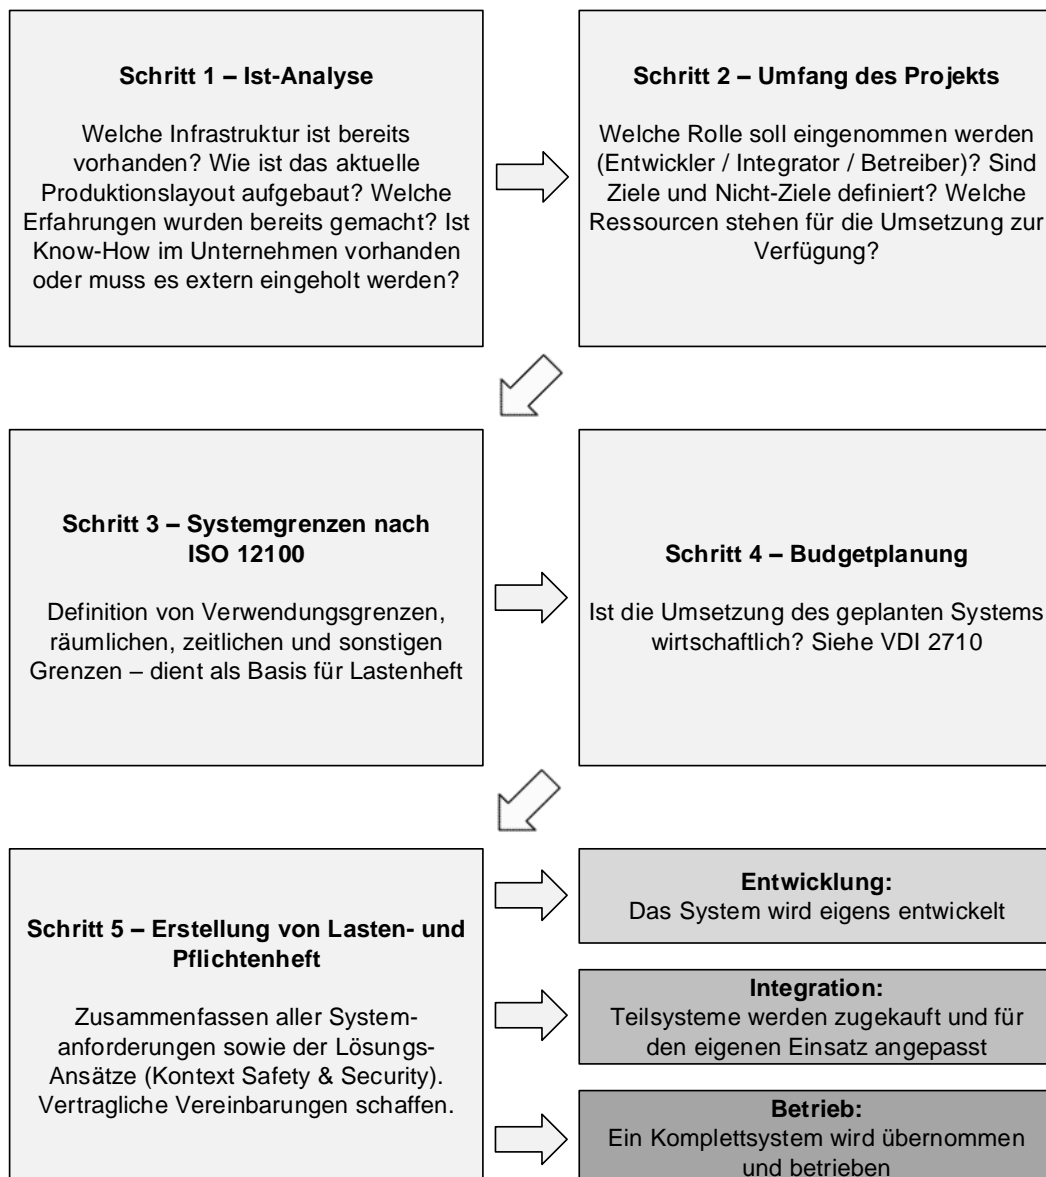 Schritt 1 – Ist-Analyse
Welche Infrastruktur ist bereits
vorhanden? Wie ist das aktuelle
Produktionslayout aufgebaut? Welche
Erfahrungen wurden bereits gemacht? Ist
Know-How im Unternehmen vorhanden
oder muss es extern eingeholt werden?
Schritt 2 – Umfang des Projekts
Welche Rolle soll eingenommen werden
(Entwickler / Integrator / Betreiber)? Sind
Ziele und Nicht-Ziele definiert? Welche
Ressourcen stehen für die Umsetzung zur
Verfügung?
Schritt 3 – Systemgrenzen nach
ISO 12100
Definition von Verwendungsgrenzen,
räumlichen, zeitlichen und sonstigen
Grenzen – dient als Basis für Lastenheft
Schritt 4 – Budgetplanung
Ist die Umsetzung des geplanten Systems
wirtschaftlich? Siehe VDI 2710
Schritt 5 – Erstellung von Lasten- und
Pflichtenheft
Zusammenfassen aller System-
anforderungen sowie der Lösungs-
Ansätze (Kontext Safety & Security).
Vertragliche Vereinbarungen schaffen.
Entwicklung:
Das System wird eigens entwickelt
Integration:
Teilsysteme werden zugekauft und für
den eigenen Einsatz angepasst
Betrieb:
Ein Komplettsystem wird übernommen
und betrieben